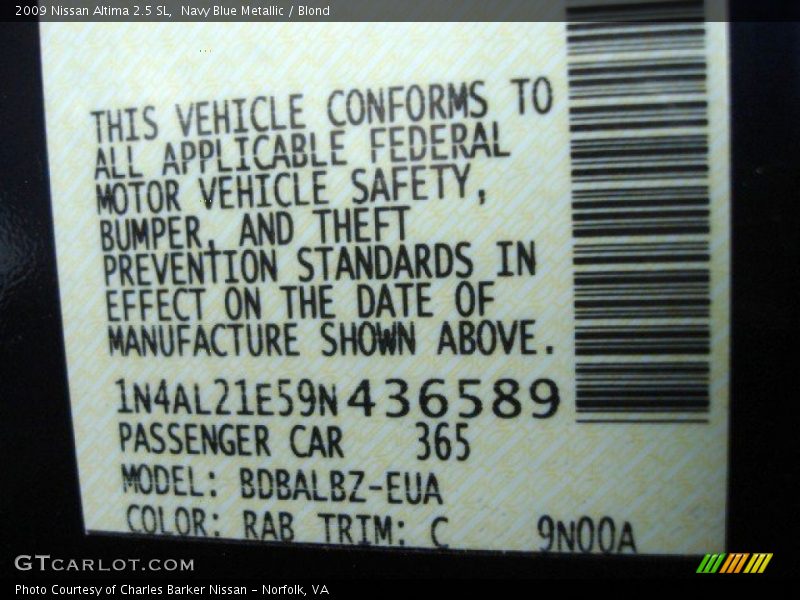 2009 Nissan Altima 2.5 SL,  Navy Blue Metallic / Blond
THIS VEHICLE CONFORMS TO
ALL APPLICABLE FEDERAL
MOTOR VEHICLE SAFETY,
BUMPER, AND THEFT
PREVENTION STANDARDS IN
EFFECT ON THE DATE OF
MANUFACTURE SHOWN ABOVE.
1N4AL21E59N436589
PASSENGER CAR 365
MODEL: BDBALBZ-EUA
COLOR: RAB TRIM: C 9N00A
GTCARLOT.COM
Photo Courtesy of Charles Barker Nissan - Norfolk, VA